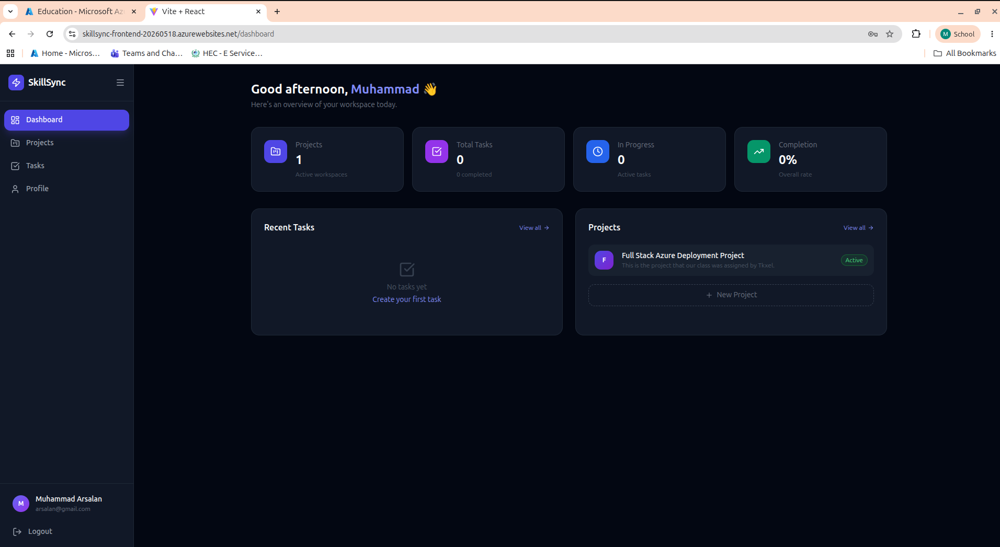 Education - Microsoft Az
Vite + React
skillsync-frontend-20260518.azurewebsites.net/dashboard
M School
Home - Micros...
Teams and Cha...
HEC - E Service...
All Bookmarks
SkillSync
Dashboard
Projects
Tasks
Profile
Good afternoon, Muhammad 👋
Here's an overview of your workspace today.
Projects
1
Active workspaces
Total Tasks
0
0 completed
In Progress
0
Active tasks
Completion
0%
Overall rate
Recent Tasks
View all →
No tasks yet
Create your first task
Projects
View all →
F
Full Stack Azure Deployment Project
This is the project that our class was assigned by Tkxel.
Active
+ New Project
M
Muhammad Arsalan
arsalan@gmail.com
Logout